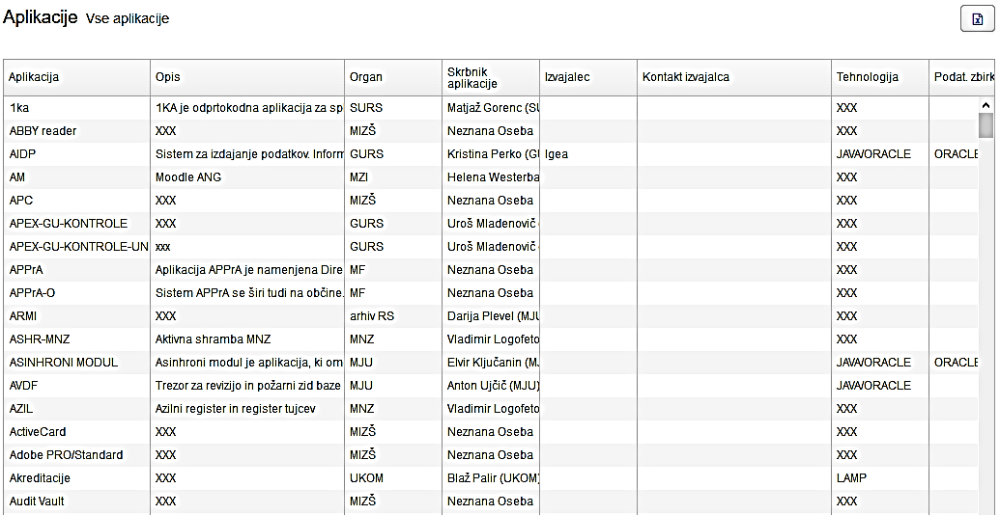 Aplikacije Vse aplikacije
Aplikacija Opis Organ Skrbnik aplikacije Izvajalec Kontakt izvajalca Tehnologija Podat. zbirk
1ka 1KA je odprtokodna aplikacija za sp SURS Matjaž Gorenc (SU XXX
ABBY reader XXX MIZŠ Neznana Oseba XXX
AIDP Sistem za izdajanje podatkov. Inform GURS Kristina Perko (GU Igea JAVA/ORACLE ORACLE
AM Moodle ANG MZI Helena Westerba XXX
APC XXX MIZŠ Neznana Oseba XXX
APEX-GU-KONTROLE XXX GURS Uroš Mladenovič XXX
APEX-GU-KONTROLE-UN xxx GURS Uroš Mladenovič XXX
APPrA Aplikacija APPrA je namenjena Dire MF Neznana Oseba XXX
APPrA-O Sistem APPrA se širi tudi na občine. MF Neznana Oseba XXX
ARMI XXX arhiv RS Darija Plevel (MJU XXX
ASHR-MNZ Aktivna shramba MNZ MNZ Vladimir Logofeto XXX
ASINHRONI MODUL Asinhroni modul je aplikacija, ki om MJU Elvir Ključanin (MJ JAVA/ORACLE ORACLE
AVDF Trezor za revizijo in požarni zid baze MJU Anton Ujčič (MJU) JAVA/ORACLE
AZIL Azilni register in register tujcev MNZ Vladimir Logofeto XXX
ActiveCard XXX MIZŠ Neznana Oseba XXX
Adobe PRO/Standard XXX MIZŠ Neznana Oseba XXX
Akreditacije XXX UKOM Blaž Palir (UKOM) LAMP
Audit Vault XXX MIZŠ Neznana Oseba XXX